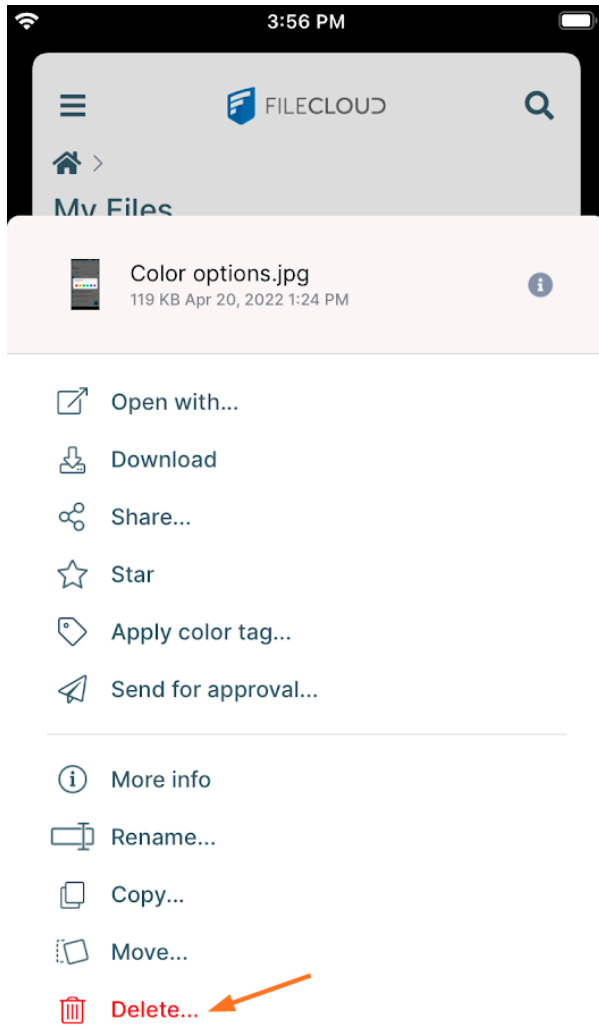 3:56 PM
FILECLOUD
My Files
Color options.jpg
119 KB Apr 20, 2022 1:24 PM
Open with...
Download
Share...
Star
Apply color tag...
Send for approval...
More info
Rename...
Copy...
Move...
Delete...